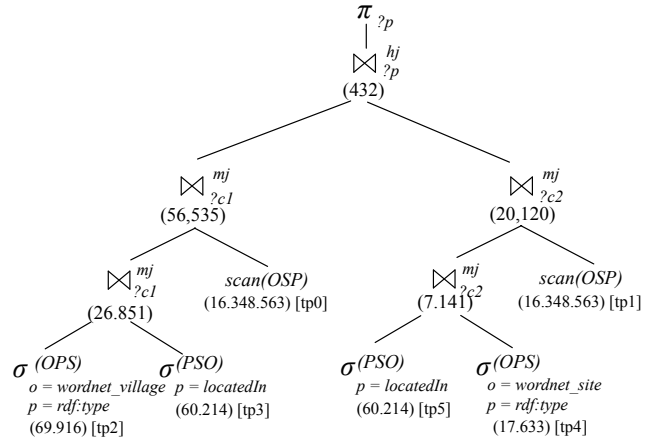 π ?p
⋈ hj ?p
(432)
⋈ mj ?c1
(56,535)
⋈ mj ?c2
(20,120)
⋈ mj ?c1
(26.851)
scan(OSP)
(16.348.563) [tp0]
⋈ mj ?c2
(7.141)
scan(OSP)
(16.348.563) [tp1]
σ (OPS)
o = wordnet_village
p = rdf:type
(69.916) [tp2]
σ (PSO)
p = locatedIn
(60.214) [tp3]
σ (PSO)
p = locatedIn
(60.214) [tp5]
σ (OPS)
o = wordnet_site
p = rdf:type
(17.633) [tp4]